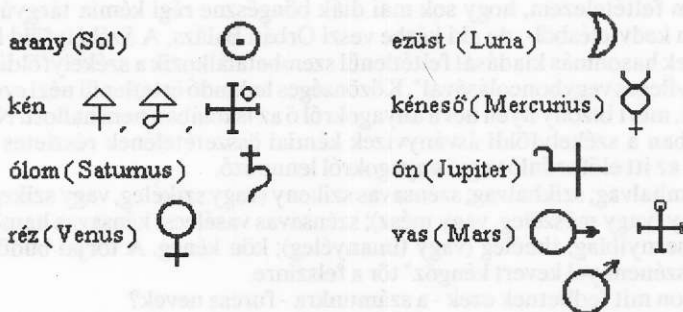 arany (Sol) ezüst (Luna)
kén kéneső (Mercurius)
ólom (Saturnus) ón (Jupiter)
réz (Venus) vas (Mars)